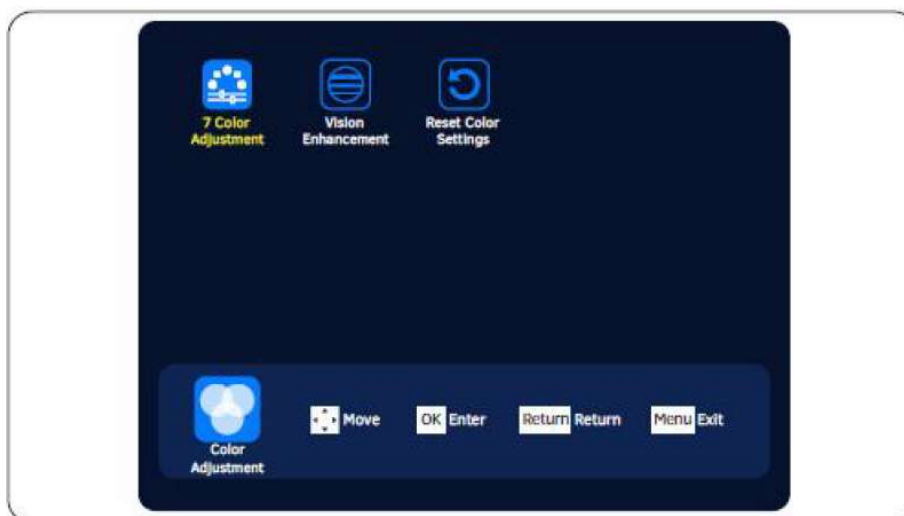 7 Color
Adjustment
Vision
Enhancement
Reset Color
Settings
Move
OK Enter
Return Return
Menu Exit
Color
Adjustment